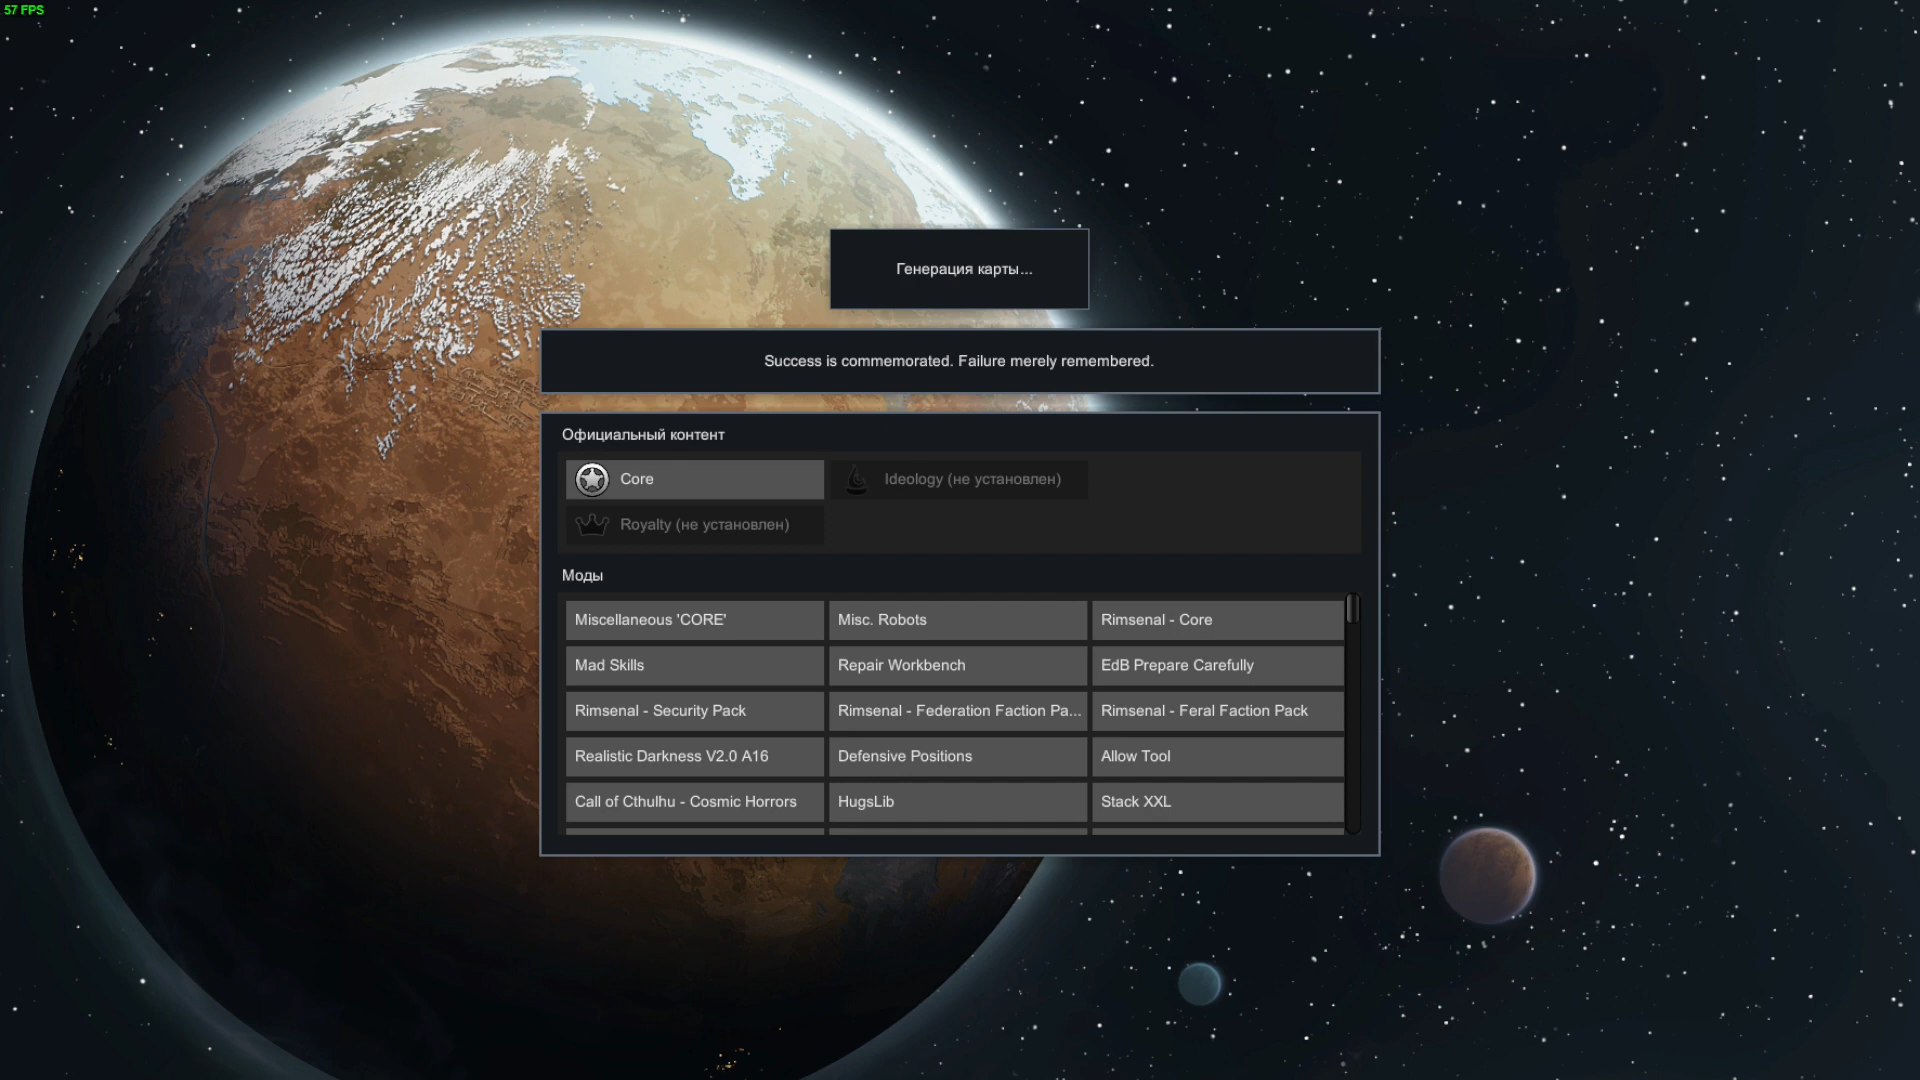 57 FPS
Генерация карты...
Success is commemorated. Failure merely remembered.
Официальный контент
Core
Ideology (не установлен)
Royalty (не установлен)
Моды
Miscellaneous 'CORE'
Misc. Robots
Rimsenal - Core
Mad Skills
Repair Workbench
EdB Prepare Carefully
Rimsenal - Security Pack
Rimsenal - Federation Faction Pa...
Rimsenal - Feral Faction Pack
Realistic Darkness V2.0 A16
Defensive Positions
Allow Tool
Call of Cthulhu - Cosmic Horrors
HugsLib
Stack XXL